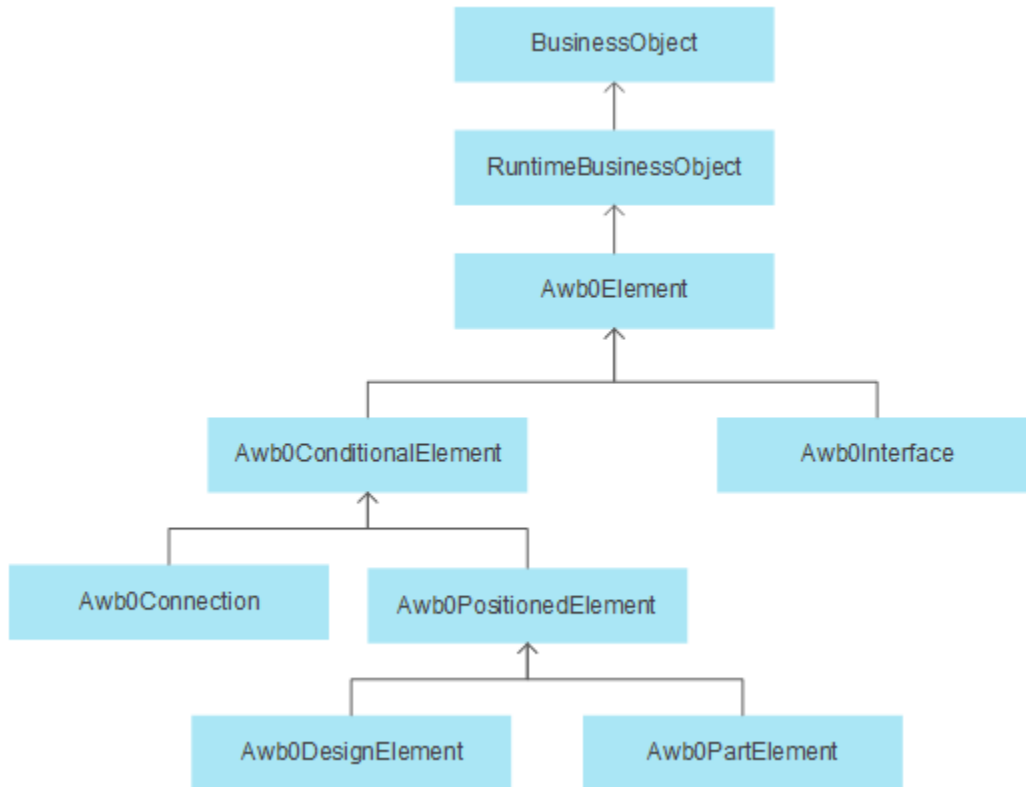 BusinessObject
RuntimeBusinessObject
Awb0Element
Awb0ConditionalElement
Awb0Interface
Awb0Connection
Awb0PositionedElement
Awb0DesignElement
Awb0PartElement